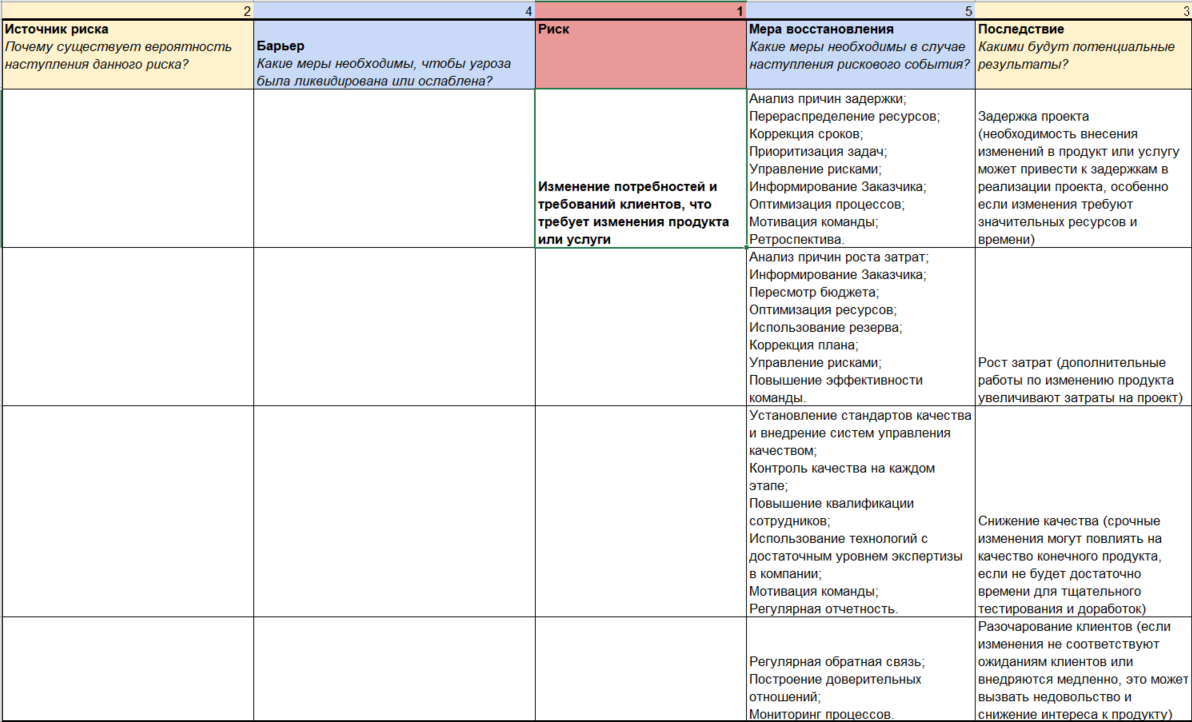 2
4
1
5
3
Источник риска
Почему существует вероятность
наступления данного риска?
Барьер
Какие меры необходимы, чтобы угроза
была ликвидирована или ослаблена?
Риск
Мера восстановления
Какие меры необходимы в случае
наступления рискового события?
Последствие
Какими будут потенциальные
результаты?
Изменение потребностей и
требований клиентов, что
требует изменения продукта
или услуги
Анализ причин задержки;
Перераспределение ресурсов;
Коррекция сроков;
Приоритизация задач;
Управление рисками;
Информирование Заказчика;
Оптимизация процессов;
Мотивация команды;
Ретроспектива.
Задержка проекта
(необходимость внесения
изменений в продукт или услугу
может привести к задержкам в
реализации проекта, особенно
если изменения требуют
значительных ресурсов и
времени)
Анализ причин роста затрат;
Информирование Заказчика;
Пересмотр бюджета;
Оптимизация ресурсов;
Использование резерва;
Коррекция плана;
Управление рисками;
Повышение эффективности
команды.
Рост затрат (дополнительные
работы по изменению продукта
увеличивают затраты на проект)
Установление стандартов качества
и внедрение систем управления
качеством;
Контроль качества на каждом
этапе;
Повышение квалификации
сотрудников;
Использование технологий с
достаточным уровнем экспертизы
в компании;
Мотивация команды;
Регулярная отчетность.
Снижение качества (срочные
изменения могут повлиять на
качество конечного продукта,
если не будет достаточно
времени для тщательного
тестирования и доработок)
Регулярная обратная связь;
Построение доверительных
отношений;
Мониторинг процессов.
Разочарование клиентов (если
изменения не соответствуют
ожиданиям клиентов или
внедряются медленно, это может
вызвать недовольство и
снижение интереса к продукту)